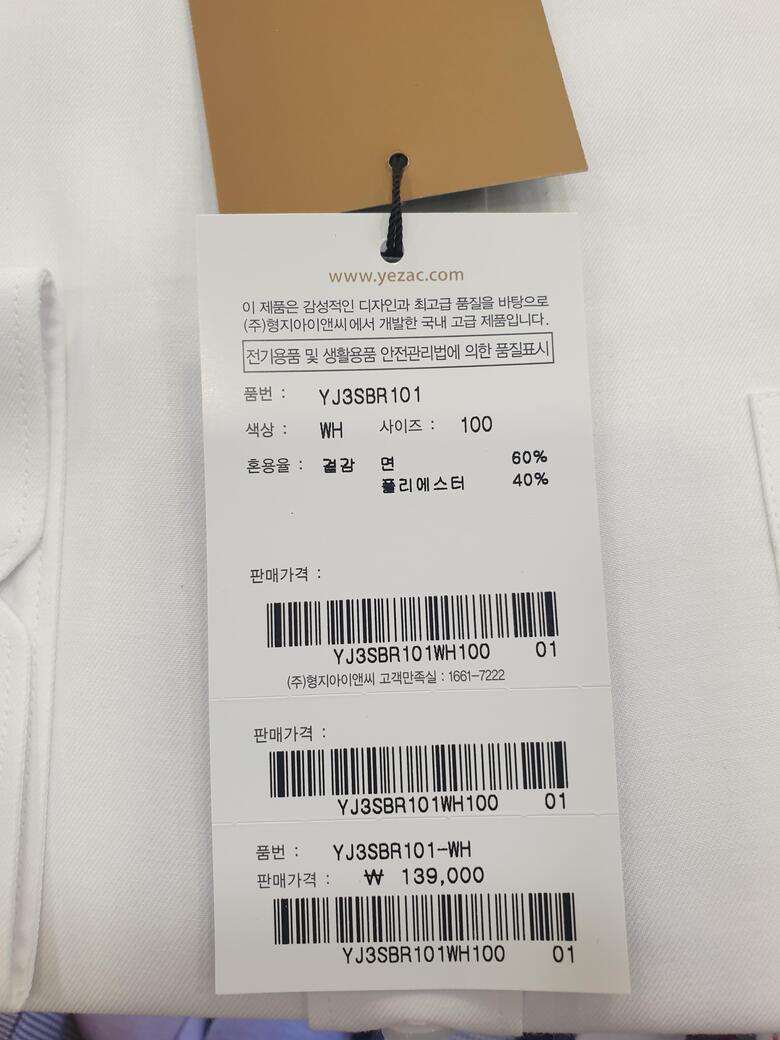 www.yezac.com
이 제품은 감성적인 디자인과 최고급 품질을 바탕으로
(주)형지아이앤씨에서 개발한 국내 고급 제품입니다.
전기용품 및 생활용품 안전관리법에 의한 품질표시
품번 : YJ3SBR101
색상 : WH 사이즈 : 100
혼용율 : 겉감 면 60%
폴리에스터 40%
판매가격 :
YJ3SBR101WH100 01
(주)형지아이앤씨 고객만족실 : 1661-7222
판매가격 :
YJ3SBR101WH100 01
품번 : YJ3SBR101-WH
판매가격 : ₩ 139,000
YJ3SBR101WH100 01